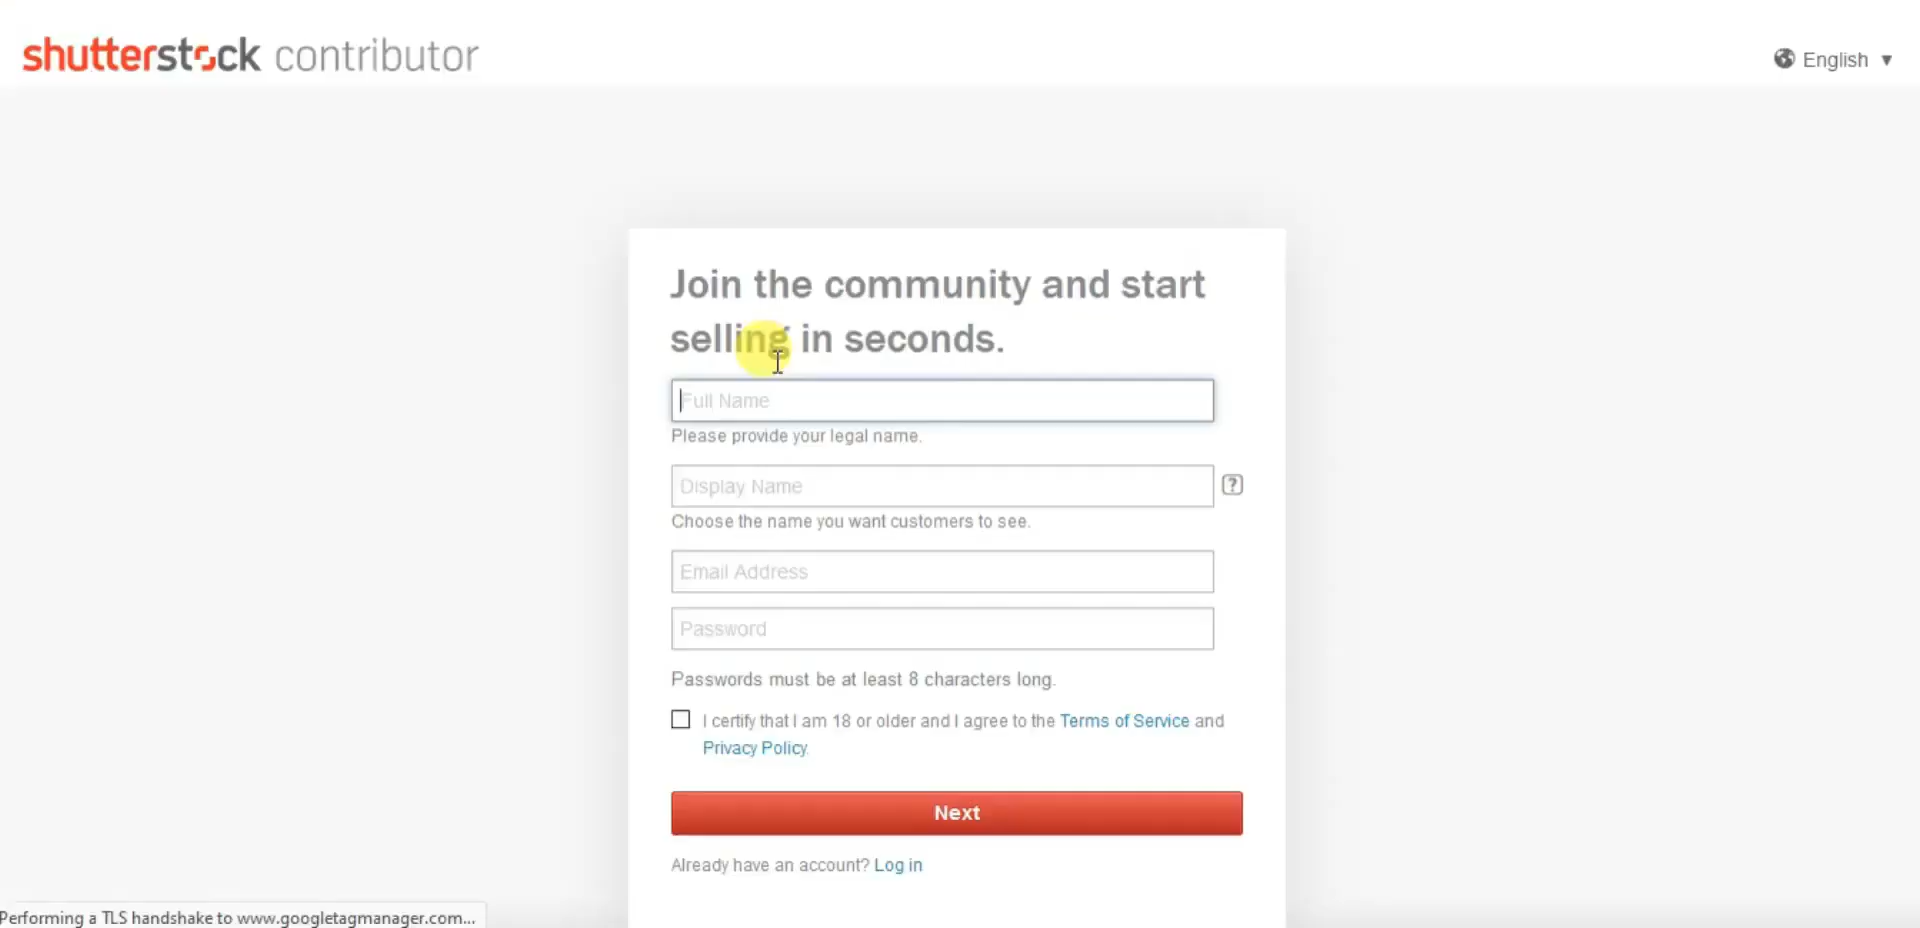 shutterstock contributor
English ▼
Join the community and start
selling in seconds.
Full Name
Please provide your legal name.
Display Name
?
Choose the name you want customers to see.
Email Address
Password
Passwords must be at least 8 characters long.
I certify that I am 18 or older and I agree to the Terms of Service and
Privacy Policy.
Next
Already have an account? Log in
Performing a TLS handshake to www.googletagmanager.com...